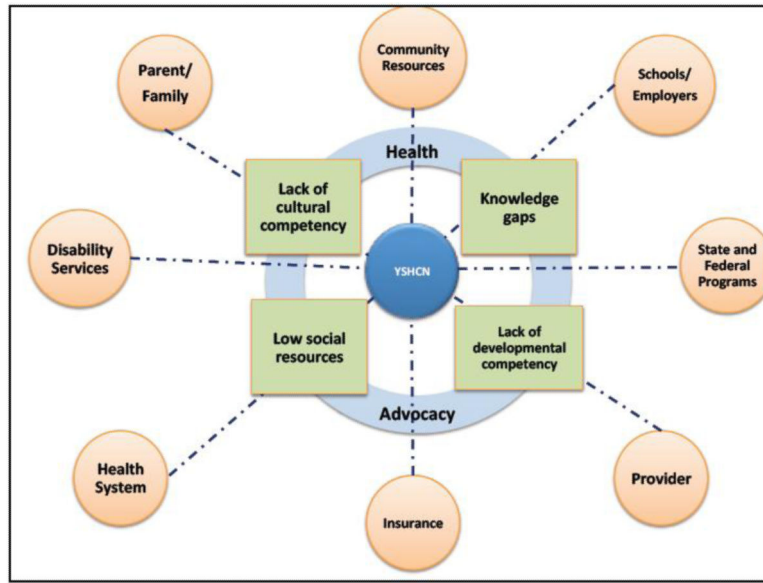 Community
Resources
Parent/
Family
Schools/
Employers
Health
Lack of
cultural
competency
Knowledge
gaps
Disability
Services
YSHCN
State and
Federal
Programs
Low social
resources
Lack of
developmental
competency
Advocacy
Health
System
Provider
Insurance